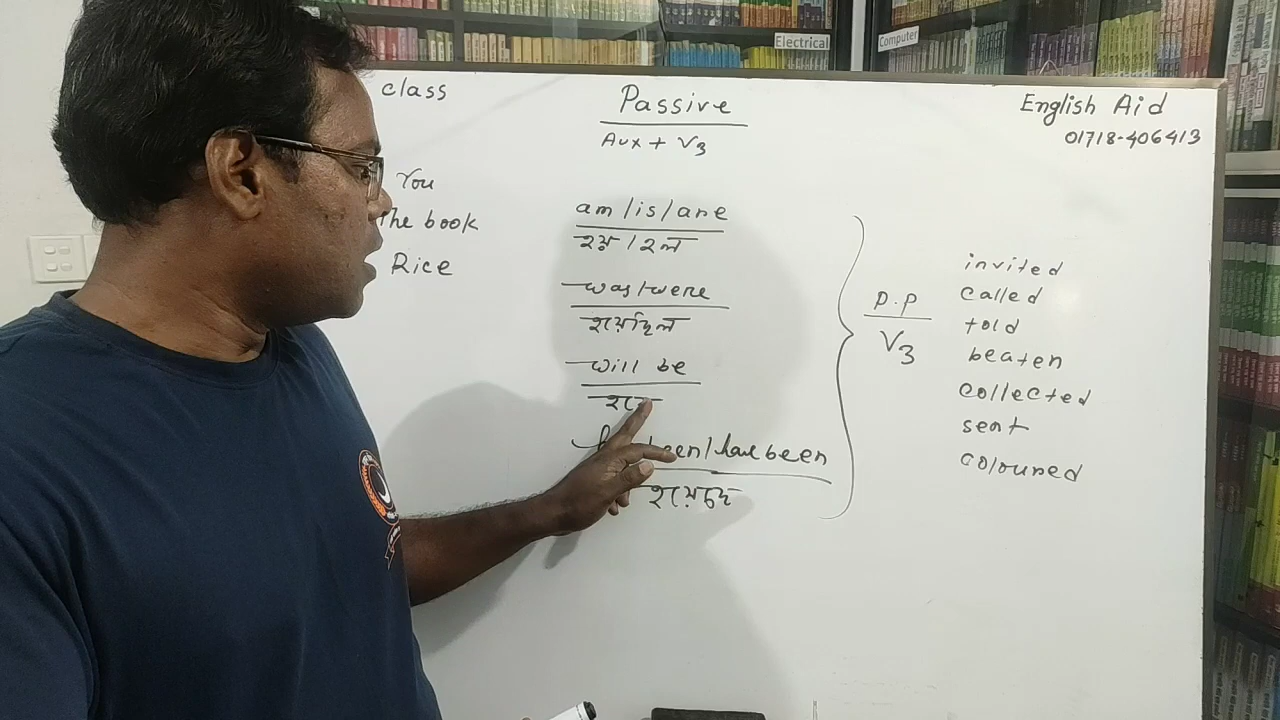 Electrical
Computer
class
Passive
English Aid
Aux + V3
01718-406413
You
The book
Rice
am/is/are
হয়/হল
was/were
হয়েছিল
will be
been/have been
হয়েছে
P.P
V3
invited
called
told
beaten
collected
sent
coloured